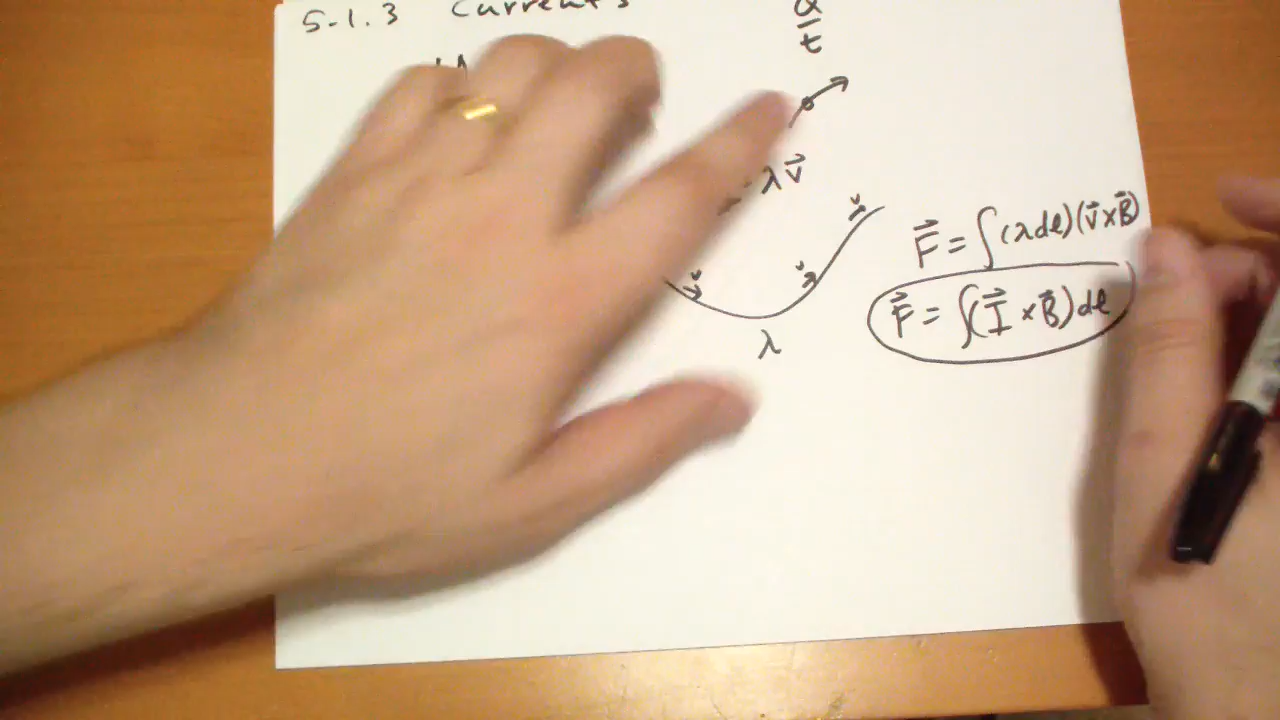 5-1.3 Currents
Q/t
λv⃗
v⃗ v⃗ v⃗
λ
F⃗ = ∫(λdl)(v⃗×B⃗)
F⃗ = ∫(I⃗ × B⃗)dl